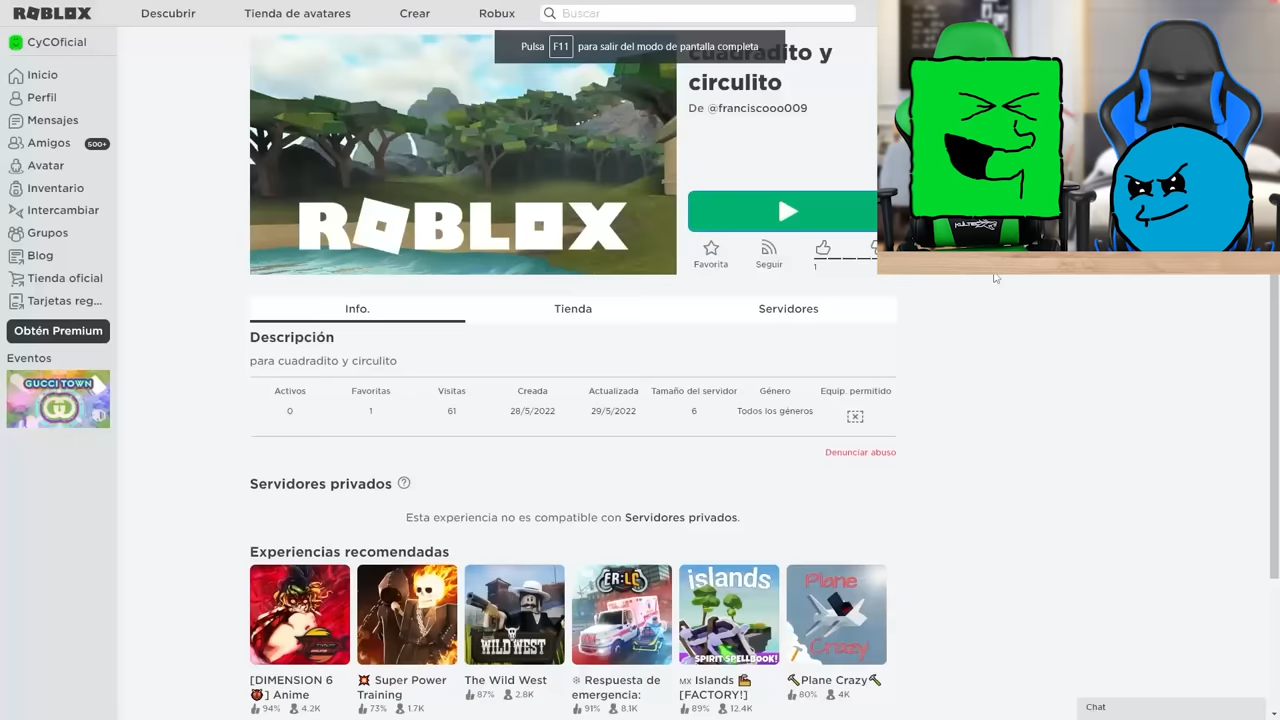 ROBLOX
Descubrir
Tienda de avatares
Crear
Robux
Buscar
CyCOficial
Inicio
Perfil
Mensajes
Amigos
500+
Avatar
Inventario
Intercambiar
Grupos
Blog
Tienda oficial
Tarjetas reg...
Obtén Premium
Eventos
GUCCI TOWN
Pulsa F11 para salir del modo de pantalla completa
ROBLOX
cuadradito y
circulito
De @franciscooo009
Favorita
Seguir
1
Info.
Tienda
Servidores
Descripción
para cuadradito y circulito
Activos
Favoritas
Visitas
Creada
Actualizada
Tamaño del servidor
Género
Equip. permitido
0
1
61
28/5/2022
29/5/2022
6
Todos los géneros
Denunciar abuso
Servidores privados
Esta experiencia no es compatible con Servidores privados.
Experiencias recomendadas
WILD WEST
ER:LC
islands
SPIRIT SPELLBOOK!
Plane
Crazy
[DIMENSION 6
👹] Anime
94% 4.2K
💥 Super Power
Training
73% 1.7K
The Wild West
87% 2.8K
❄ Respuesta de
emergencia:
91% 8.1K
MX Islands
[FACTORY!]
89% 12.4K
🔨Plane Crazy🔨
80% 4K
Chat